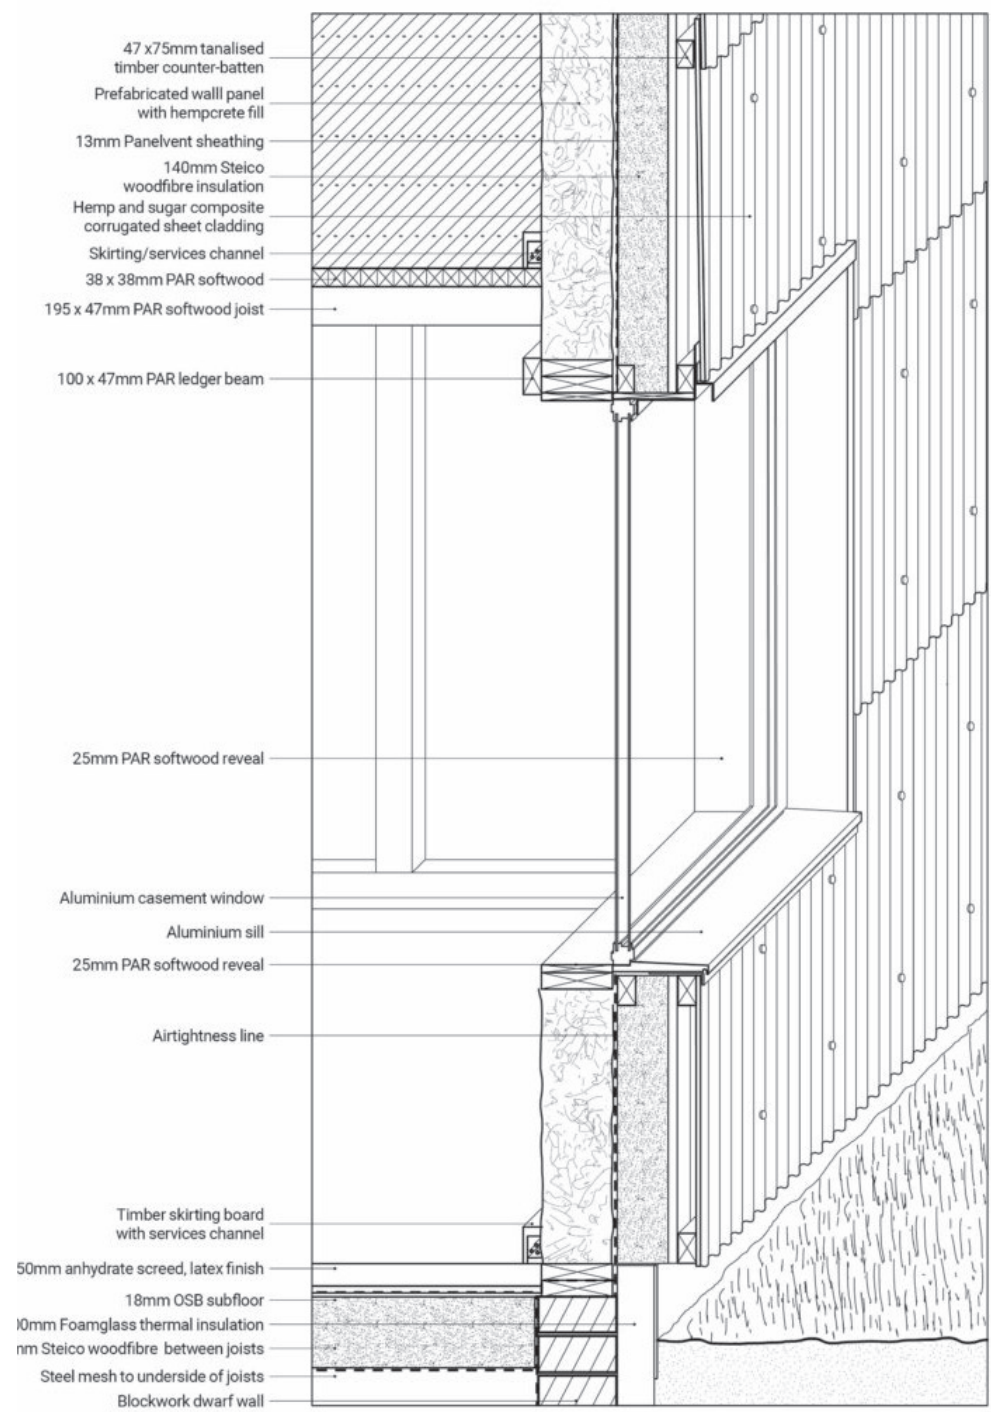 47 x75mm tanalised
timber counter-batten
Prefabricated walll panel
with hempcrete fill
13mm Panelvent sheathing
140mm Steico
woodfibre insulation
Hemp and sugar composite
corrugated sheet cladding
Skirting/services channel
38 x 38mm PAR softwood
195 x 47mm PAR softwood joist
100 x 47mm PAR ledger beam
25mm PAR softwood reveal
Aluminium casement window
Aluminium sill
25mm PAR softwood reveal
Airtightness line
Timber skirting board
with services channel
50mm anhydrate screed, latex finish
18mm OSB subfloor
Foamglass thermal insulation
Steico woodfibre between joists
Steel mesh to underside of joists
Blockwork dwarf wall